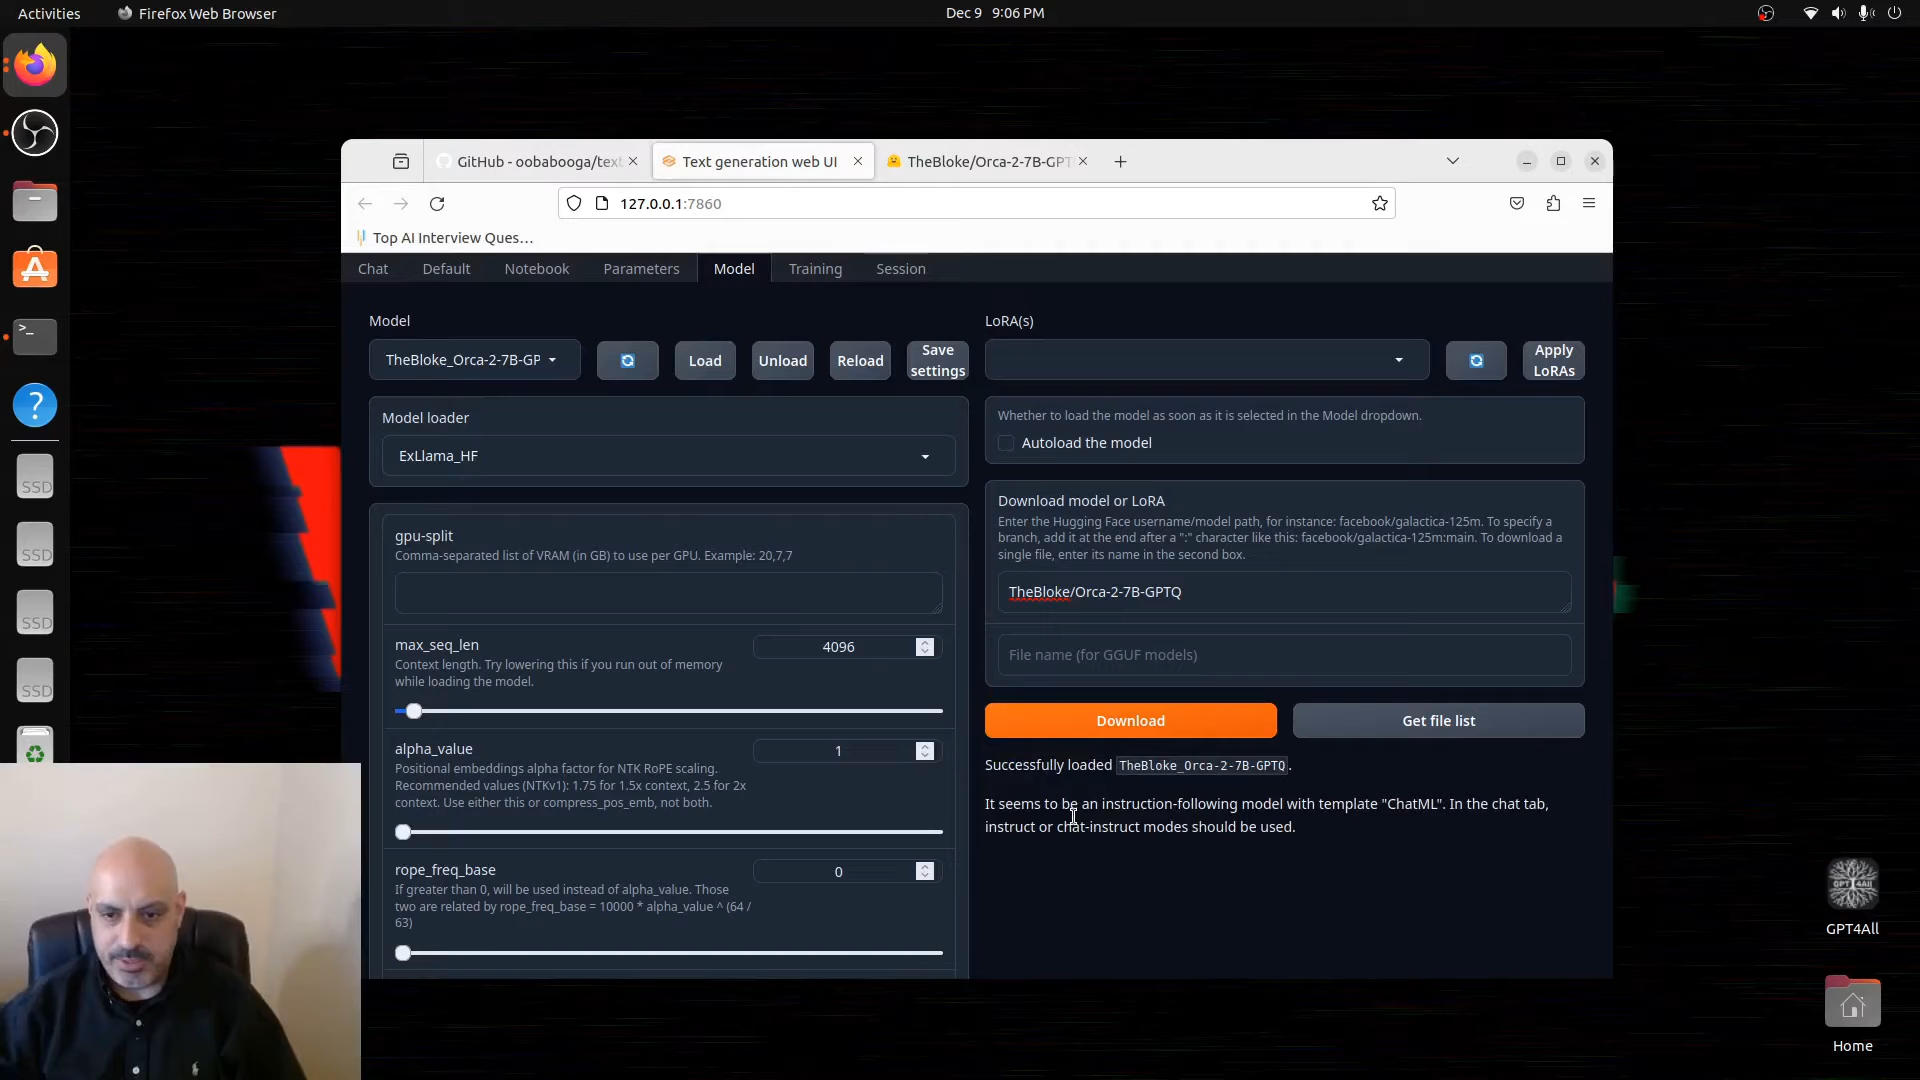 Activities
Firefox Web Browser
Dec 9 9:06 PM
GitHub - oobabooga/text
Text generation web UI
TheBloke/Orca-2-7B-GPT
127.0.0.1:7860
Top AI Interview Ques…
Chat
Default
Notebook
Parameters
Model
Training
Session
Model
TheBloke_Orca-2-7B-GP
Load
Unload
Reload
Save
settings
LoRA(s)
Apply
LoRAs
Model loader
ExLlama_HF
Whether to load the model as soon as it is selected in the Model dropdown.
Autoload the model
gpu-split
Comma-separated list of VRAM (in GB) to use per GPU. Example: 20,7,7
max_seq_len
4096
Context length. Try lowering this if you run out of memory
while loading the model.
alpha_value
1
Positional embeddings alpha factor for NTK RoPE scaling.
Recommended values (NTKv1): 1.75 for 1.5x context, 2.5 for 2x
context. Use either this or compress_pos_emb, not both.
rope_freq_base
0
If greater than 0, will be used instead of alpha_value. Those
two are related by rope_freq_base = 10000 * alpha_value ^ (64 /
63)
Download model or LoRA
Enter the Hugging Face username/model path, for instance: facebook/galactica-125m. To specify a
branch, add it at the end after a ":" character like this: facebook/galactica-125m:main. To download a
single file, enter its name in the second box.
TheBloke/Orca-2-7B-GPTQ
File name (for GGUF models)
Download
Get file list
Successfully loaded TheBloke_Orca-2-7B-GPTQ.
It seems to be an instruction-following model with template "ChatML". In the chat tab,
instruct or chat-instruct modes should be used.
SSD
SSD
SSD
SSD
GPT4All
GPT4All
Home